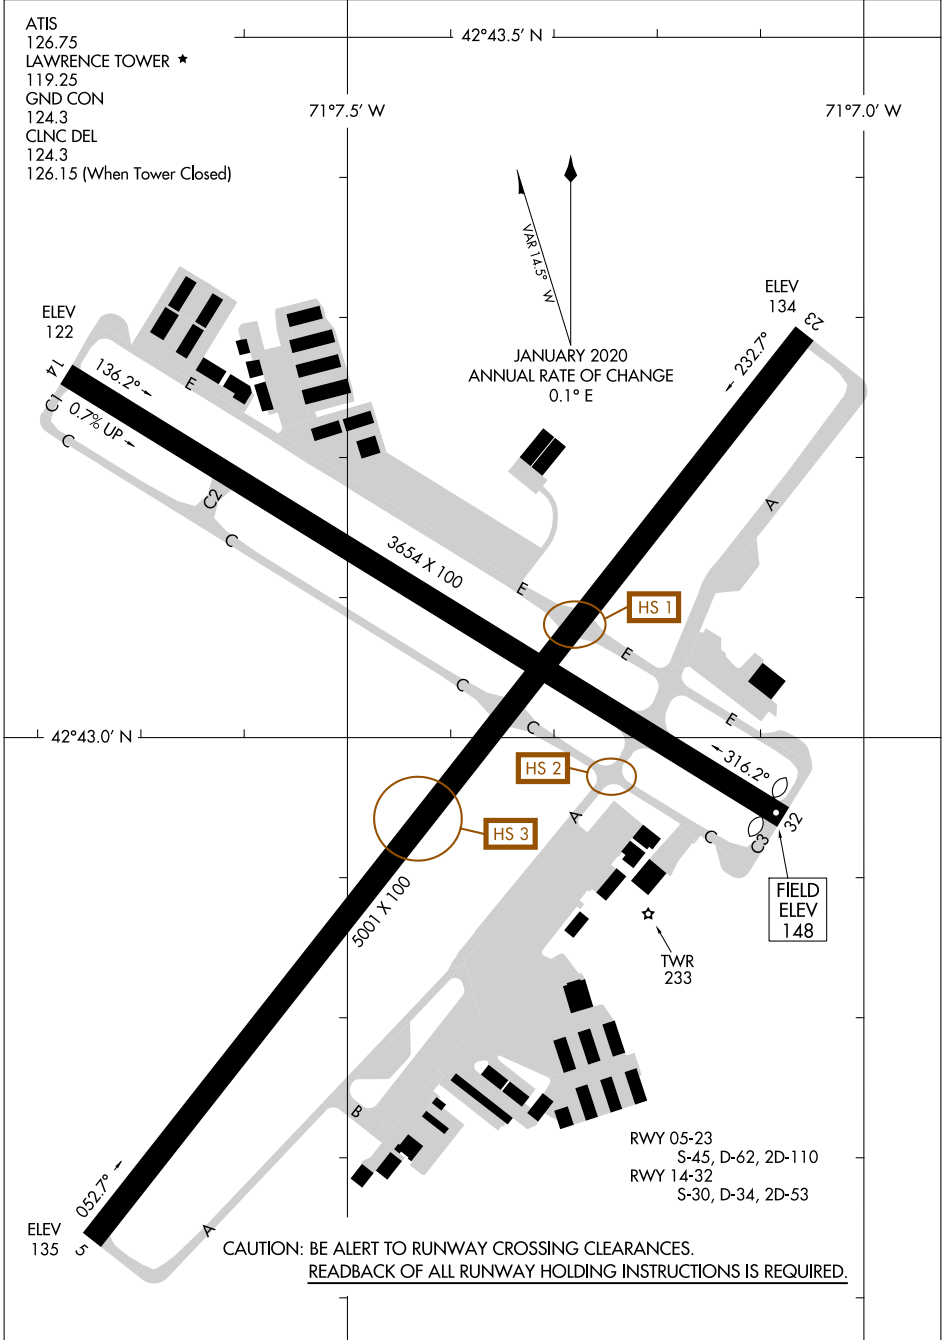 ATIS
126.75
LAWRENCE TOWER ★
119.25
GND CON
124.3
CLNC DEL
124.3
126.15 (When Tower Closed)
42°43.5' N
71°7.5' W
71°7.0' W
VAR 14.5° W
JANUARY 2020
ANNUAL RATE OF CHANGE
0.1° E
ELEV
134
23
232.7°
ELEV
122
14
136.2°
0.7% UP
C1
C
E
C2
C
A
3654 X 100
E
HS 1
E
C
C
E
42°43.0' N
HS 2
316.2°
A
C
C3
32
HS 3
FIELD
ELEV
148
5001 X 100
TWR
233
B
RWY 05-23
S-45, D-62, 2D-110
RWY 14-32
S-30, D-34, 2D-53
052.7°
A
ELEV
135
5
CAUTION: BE ALERT TO RUNWAY CROSSING CLEARANCES.
READBACK OF ALL RUNWAY HOLDING INSTRUCTIONS IS REQUIRED.